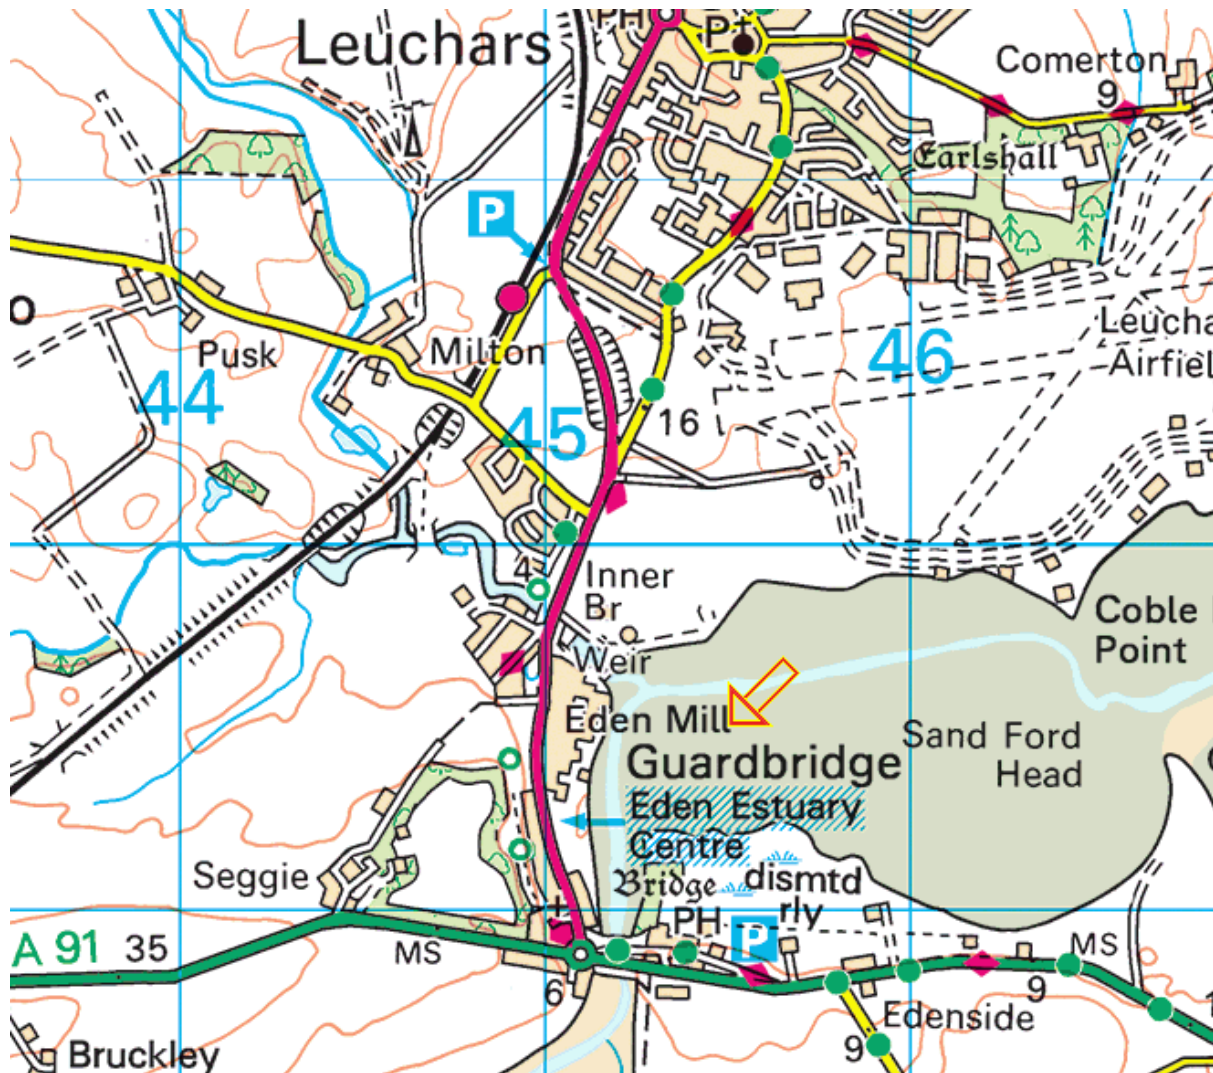 Leuchars
PH
P
Comerton
9
Earlshall
P
Pusk
Milton
44
45
46
16
Airfiel
4
Inner
Br
Weir
Coble
Point
Eden Mill
Guardbridge
Sand Ford
Head
Eden Estuary
Centre
Seggie
Bridge
dismtd
rly
PH
P
A 91
35
MS
MS
6
9
Edenside
9
Bruckley